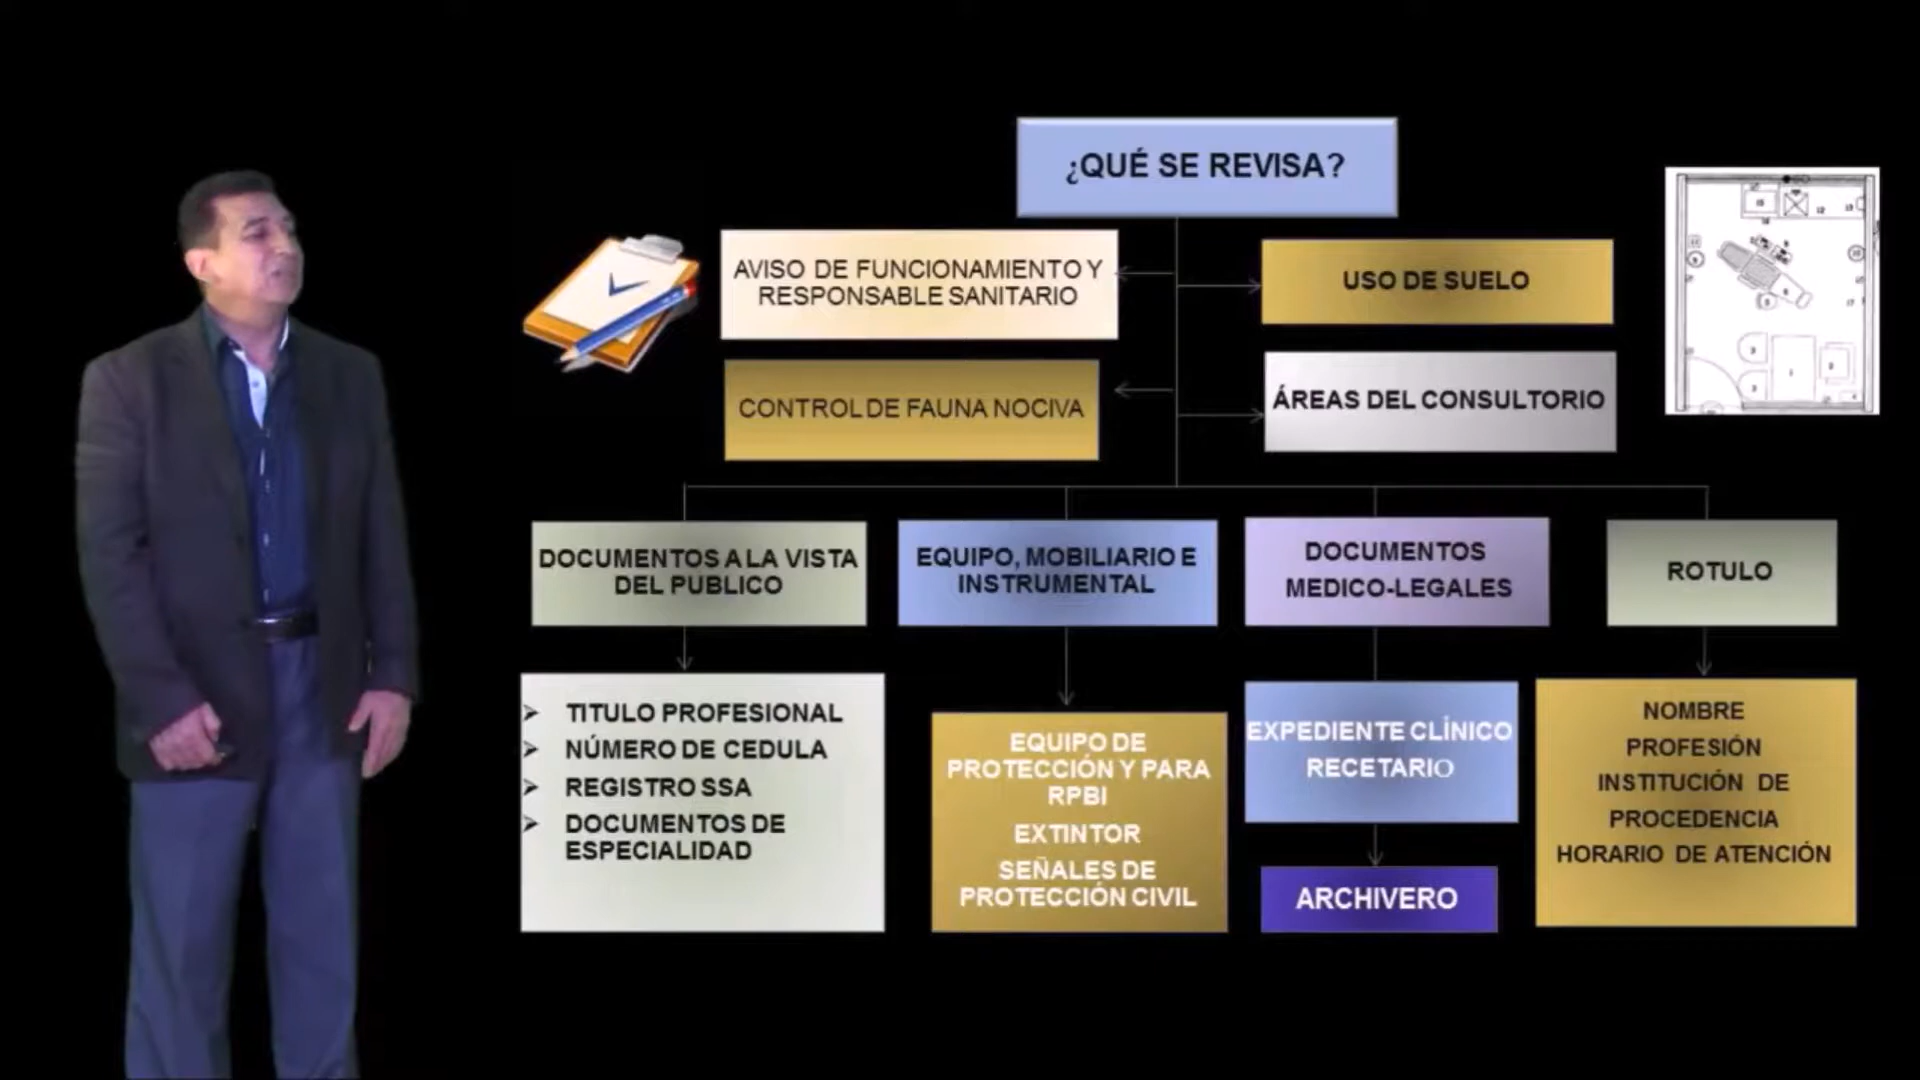 ¿QUÉ SE REVISA?
AVISO DE FUNCIONAMIENTO Y
RESPONSABLE SANITARIO
USO DE SUELO
CONTROL DE FAUNA NOCIVA
ÁREAS DEL CONSULTORIO
DOCUMENTOS A LA VISTA
DEL PUBLICO
EQUIPO, MOBILIARIO E
INSTRUMENTAL
DOCUMENTOS
MEDICO-LEGALES
ROTULO
TITULO PROFESIONAL
NÚMERO DE CEDULA
REGISTRO SSA
DOCUMENTOS DE
ESPECIALIDAD
EQUIPO DE
PROTECCIÓN Y PARA
RPBI
EXTINTOR
SEÑALES DE
PROTECCIÓN CIVIL
EXPEDIENTE CLÍNICO
RECETARIO
ARCHIVERO
NOMBRE
PROFESIÓN
INSTITUCIÓN DE
PROCEDENCIA
HORARIO DE ATENCIÓN